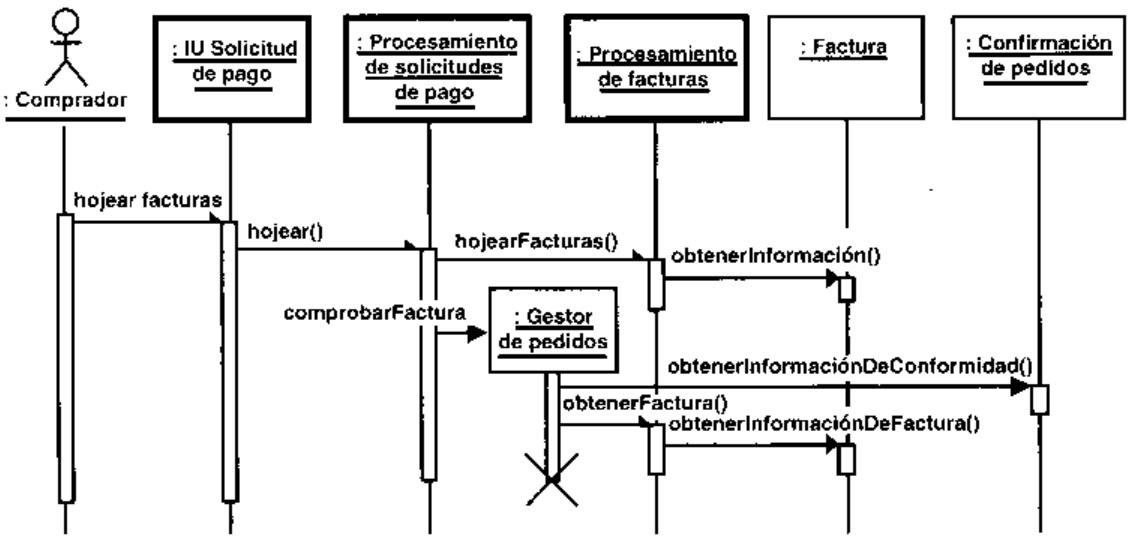 : Comprador
: IU Solicitud
de pago
: Procesamiento
de solicitudes
de pago
: Procesamiento
de facturas
: Factura
: Confirmación
de pedidos
hojear facturas
hojear()
hojearFacturas()
obtenerInformación()
comprobarFactura
: Gestor
de pedidos
obtenerInformaciónDeConformidad()
obtenerFactura()
obtenerInformaciónDeFactura()